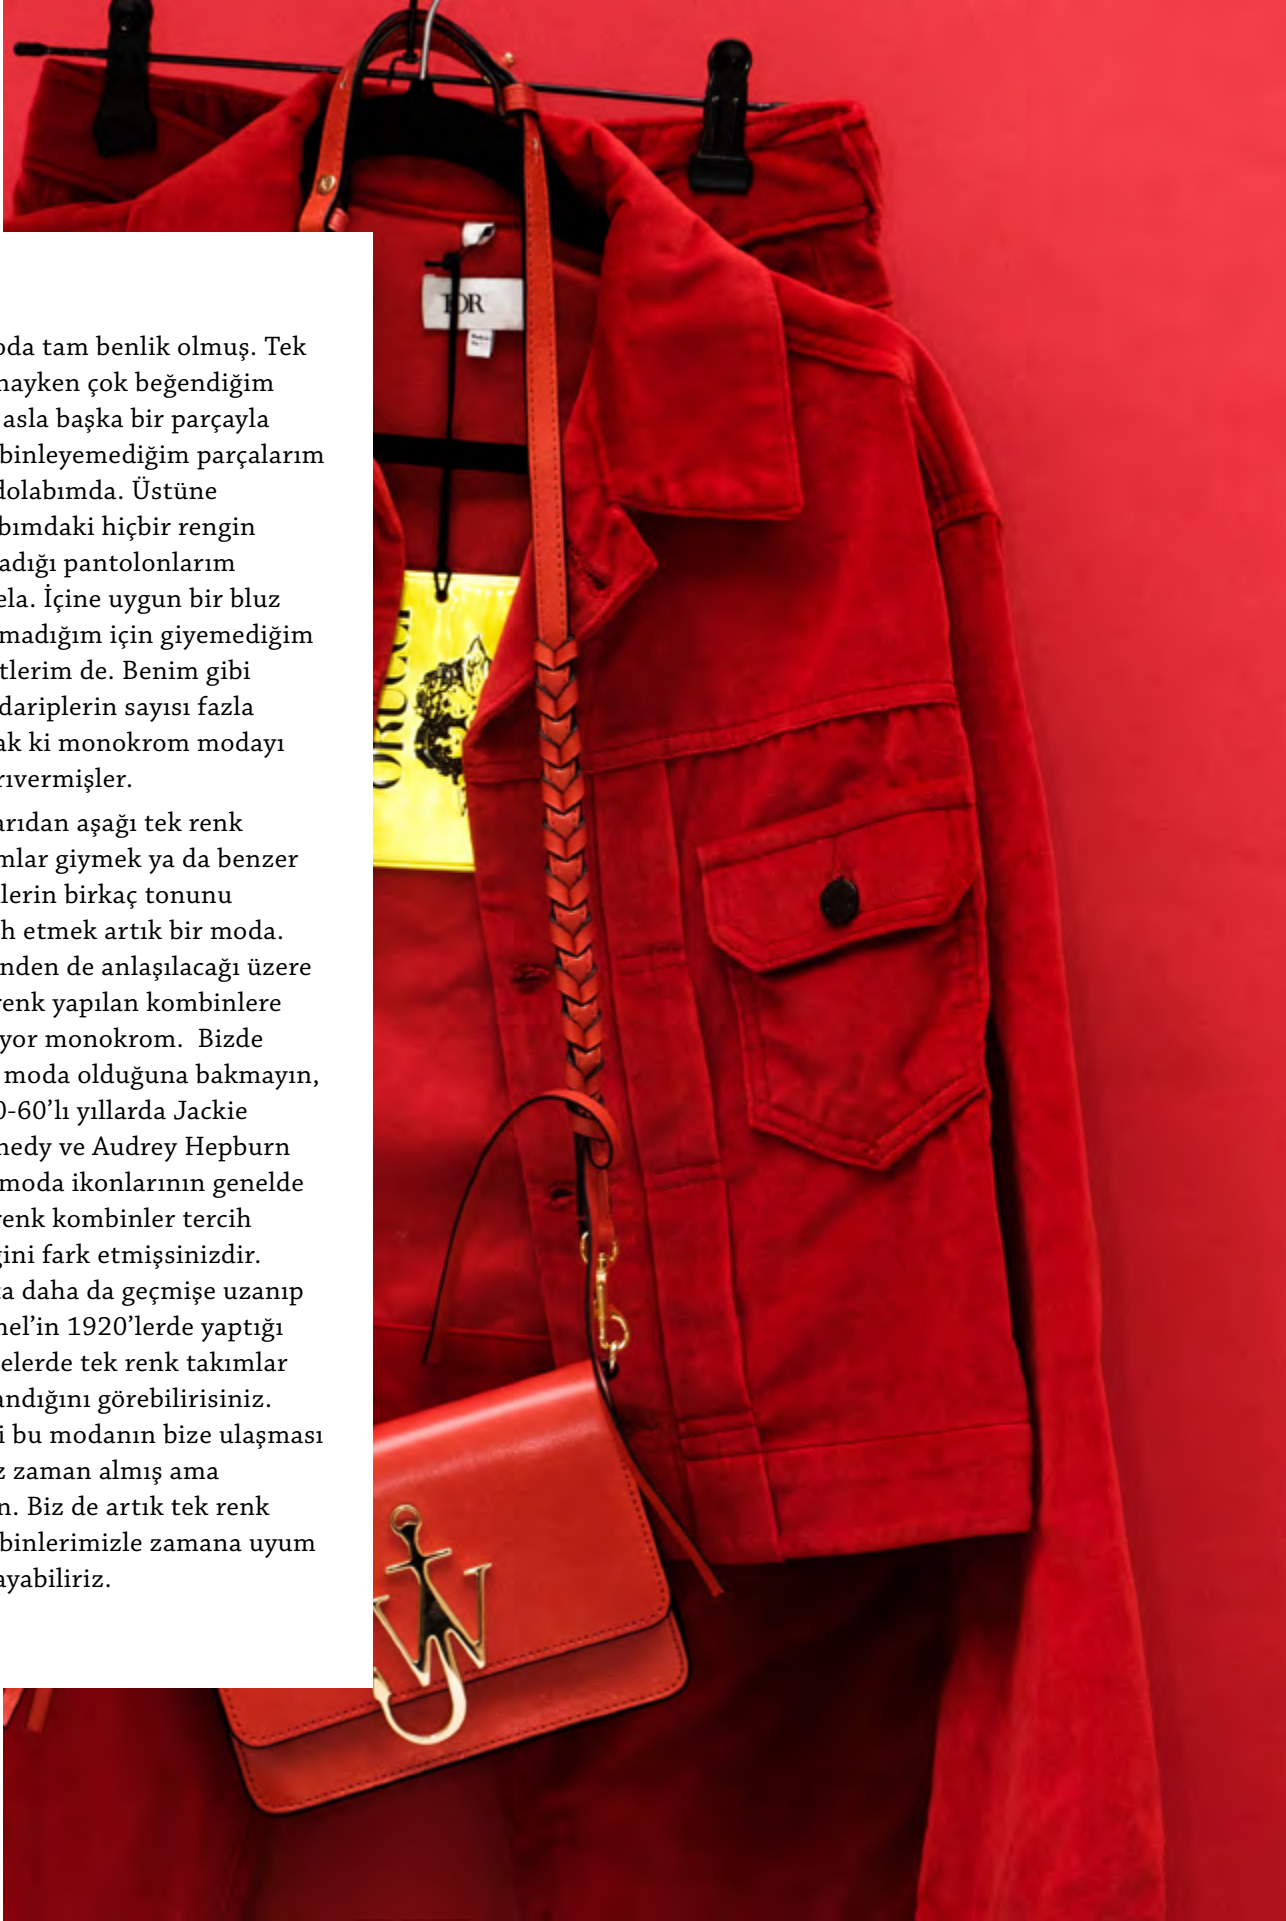 oda tam benlik olmuş. Tek
nayken çok beğendiğim
asla başka bir parçayla
binleyemediğim parçalarım
dolabımda. Üstüne
bımdaki hiçbir rengin
adığı pantolonlarım
ela. İçine uygun bir bluz
madığım için giyemediğim
tlerim de. Benim gibi
dariplerin sayısı fazla
ak ki monokrom modayı
rıvermişler.
arıdan aşağı tek renk
mlar giymek ya da benzer
lerin birkaç tonunu
h etmek artık bir moda.
nden de anlaşılacağı üzere
renk yapılan kombinlere
yor monokrom. Bizde
moda olduğuna bakmayın,
0-60’lı yıllarda Jackie
nedy ve Audrey Hepburn
moda ikonlarının genelde
renk kombinler tercih
ğini fark etmişsinizdir.
ta daha da geçmişe uzanıp
nel’in 1920’lerde yaptığı
elerde tek renk takımlar
andığını görebilirisiniz.
i bu modanın bize ulaşması
z zaman almış ama
n. Biz de artık tek renk
binlerimizle zamana uyum
ayabiliriz.